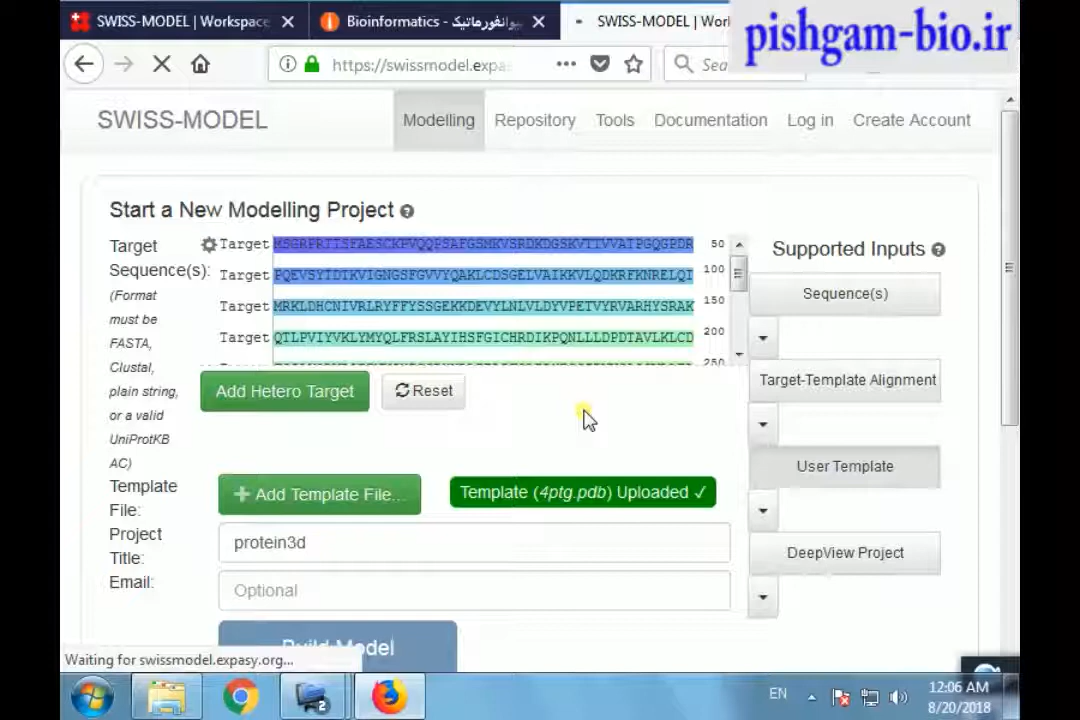 SWISS-MODEL | Workspace
Bioinformatics - بیوانفورماتیک
SWISS-MODEL | Wor
pishgam-bio.ir
https://swissmodel.expas
Sea
SWISS-MODEL
Modelling
Repository
Tools
Documentation
Log in
Create Account
Start a New Modelling Project
Target
Sequence(s):
(Format
must be
FASTA,
Clustal,
plain string,
or a valid
UniProtKB
AC)
Target MSGRPRTTSFAESCKPVQQPSAFGSMKVSRDKDGSKVTTVVATPGQGPDR 50
Target PQEVSYTDTKVIGNGSFGVVYQAKLCDSGELVAIKKVLQDKRFKNRELQI 100
Target MRKLDHCNIVRLRYFFYSSGEKKDEVYLNLVLDYVPETVYRVARHYSRAK 150
Target QTLPVIYVKLYMYQLFRSLAYIHSFGICHRDIKPQNLLLDPDTAVLKLCD 200
250
Add Hetero Target
Reset
Template
File:
+ Add Template File...
Template (4ptg.pdb) Uploaded ✓
Project
Title:
protein3d
Email:
Optional
Build Model
Supported Inputs
Sequence(s)
Target-Template Alignment
User Template
DeepView Project
Waiting for swissmodel.expasy.org...
EN
12:06 AM
8/20/2018